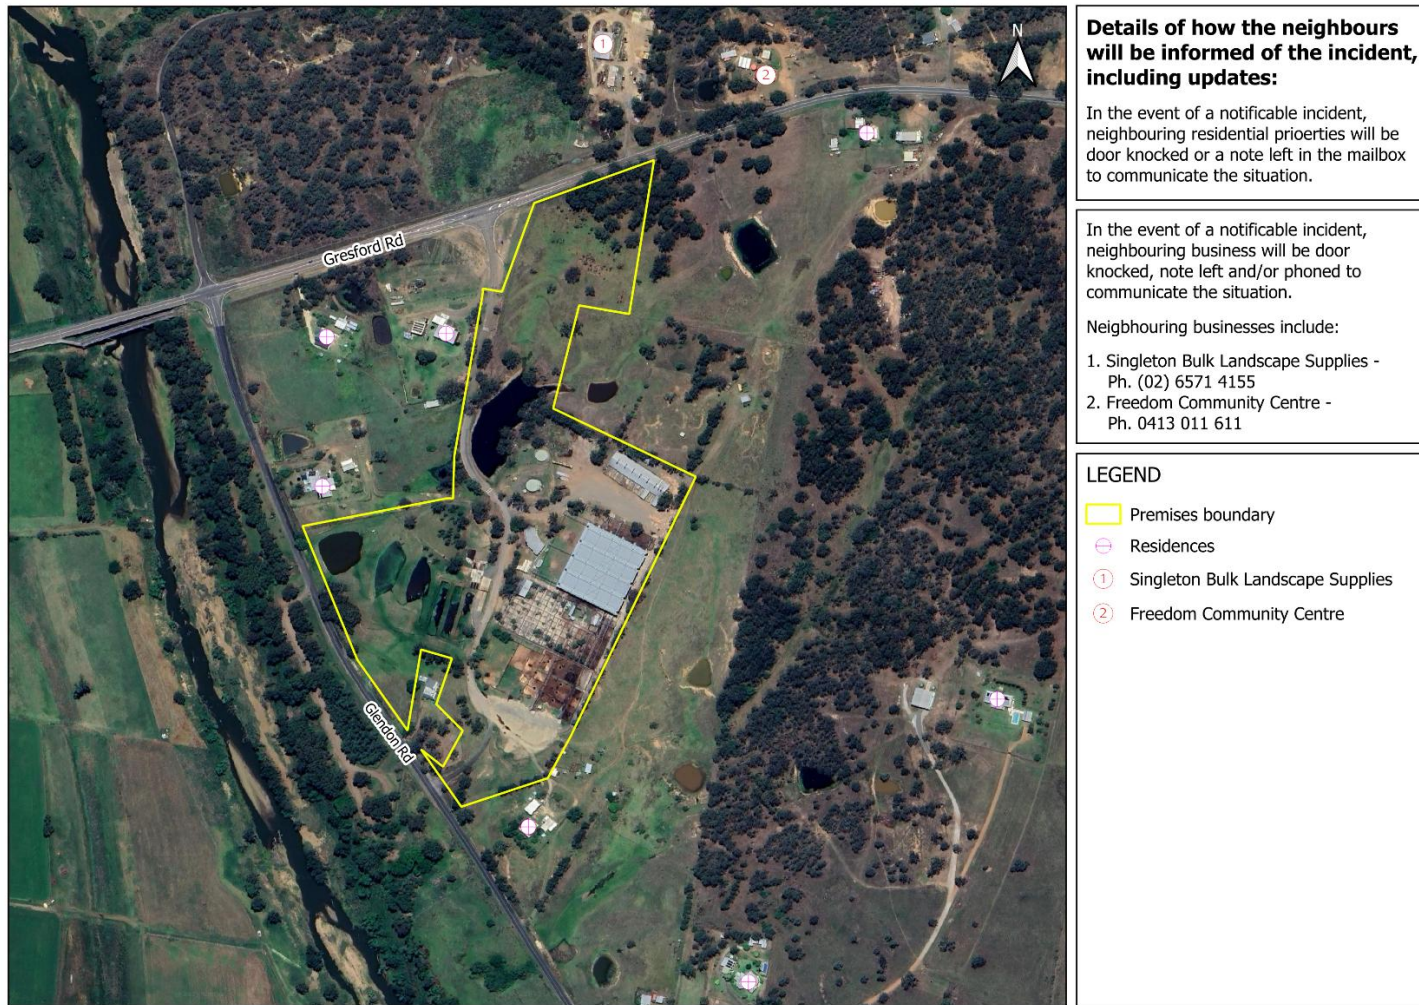 1
2
N
Gresford Rd
Glendon Rd
Details of how the neighbours
will be informed of the incident,
including updates:
In the event of a notificable incident,
neighbouring residential prioerties will be
door knocked or a note left in the mailbox
to communicate the situation.
In the event of a notificable incident,
neighbouring business will be door
knocked, note left and/or phoned to
communicate the situation.
Neigbhouring businesses include:
1. Singleton Bulk Landscape Supplies -
Ph. (02) 6571 4155
2. Freedom Community Centre -
Ph. 0413 011 611
LEGEND
Premises boundary
Residences
1 Singleton Bulk Landscape Supplies
2 Freedom Community Centre